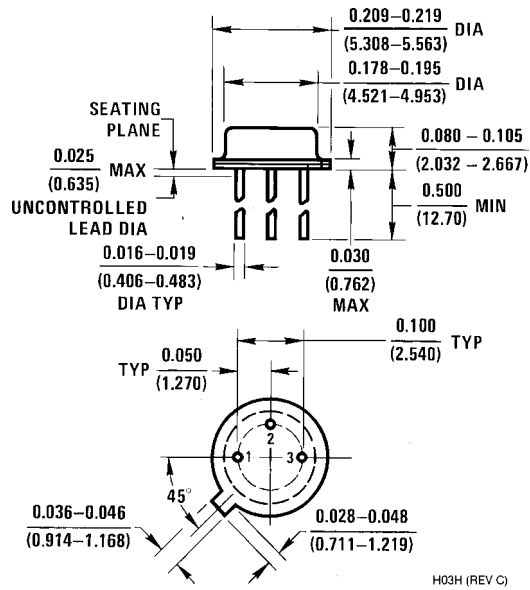 0.209–0.219 DIA
(5.308–5.563)
0.178–0.195 DIA
(4.521–4.953)
SEATING
PLANE
0.025 MAX
(0.635)
UNCONTROLLED
LEAD DIA
0.080 – 0.105
(2.032 – 2.667)
0.500 MIN
(12.70)
0.016–0.019
(0.406–0.483)
DIA TYP
0.030
(0.762)
MAX
0.100 TYP
(2.540)
TYP 0.050
(1.270)
2
1
3
45°
0.036–0.046
(0.914–1.168)
0.028–0.048
(0.711–1.219)
H03H (REV C)